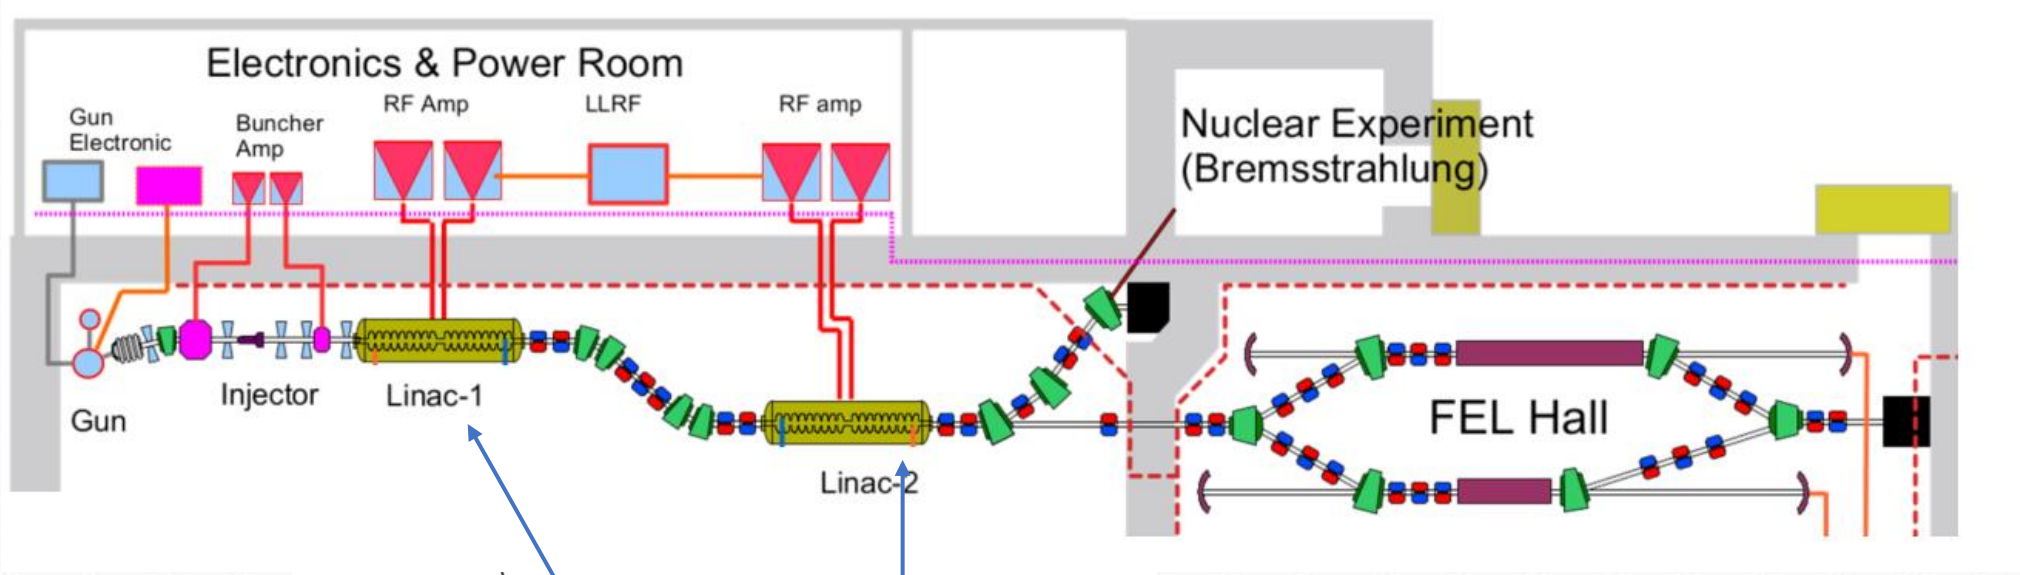 Electronics & Power Room
RF Amp
LLRF
RF amp
Gun
Electronic
Buncher
Amp
Nuclear Experiment
(Bremsstrahlung)
Injector
Linac-1
Gun
FEL Hall
Linac-2